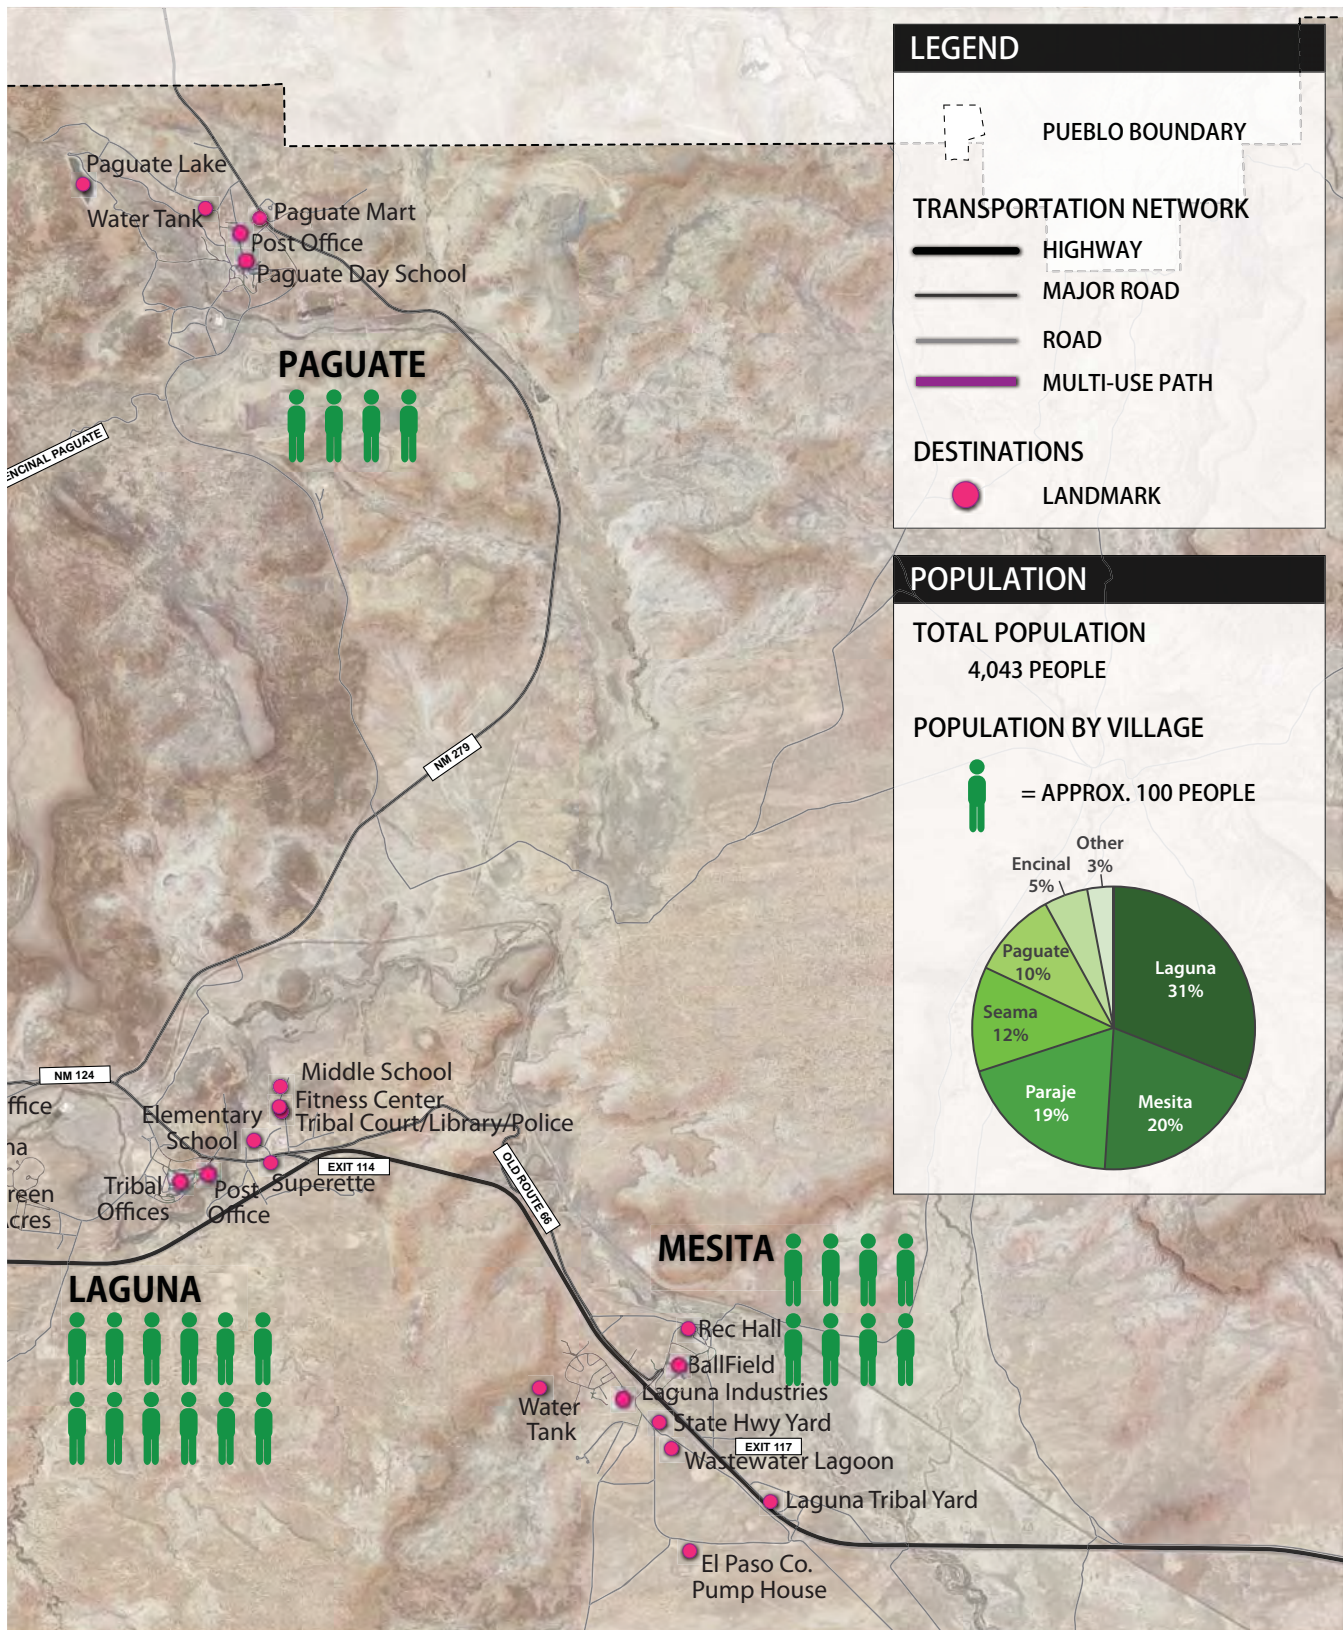 LEGEND
PUEBLO BOUNDARY
TRANSPORTATION NETWORK
HIGHWAY
MAJOR ROAD
ROAD
MULTI-USE PATH
DESTINATIONS
LANDMARK
POPULATION
TOTAL POPULATION
4,043 PEOPLE
POPULATION BY VILLAGE
= APPROX. 100 PEOPLE
Other
3%
Encinal
5%
Paguate
10%
Laguna
31%
Seama
12%
Paraje
19%
Mesita
20%
Paguate Lake
Water Tank
Paguate Mart
Post Office
Paguate Day School
PAGUATE
ENCINAL PAGUATE
NM 279
NM 124
ffice
na
reen
cres
Middle School
Fitness Center
Tribal Court/Library/Police
Elementary
School
EXIT 114
Superette
Tribal
Offices
Post
Office
OLD ROUTE 66
LAGUNA
MESITA
Rec Hall
BallField
Laguna Industries
Water
Tank
State Hwy Yard
EXIT 117
Wastewater Lagoon
Laguna Tribal Yard
El Paso Co.
Pump House